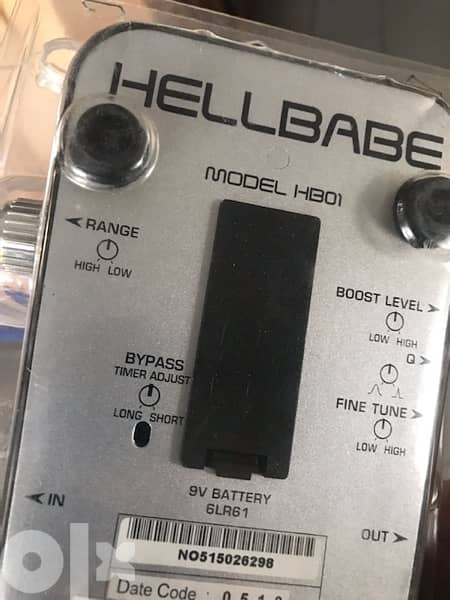 HELLBABE
MODEL HB01
<RANGE
HIGH LOW
BOOST LEVEL>
LOW HIGH
Q>
BYPASS
TIMER ADJUST
LONG SHORT
FINE TUNE>
LOW HIGH
9V BATTERY
6LR61
<IN
OUT>
NO515026298
Date Code :
olx